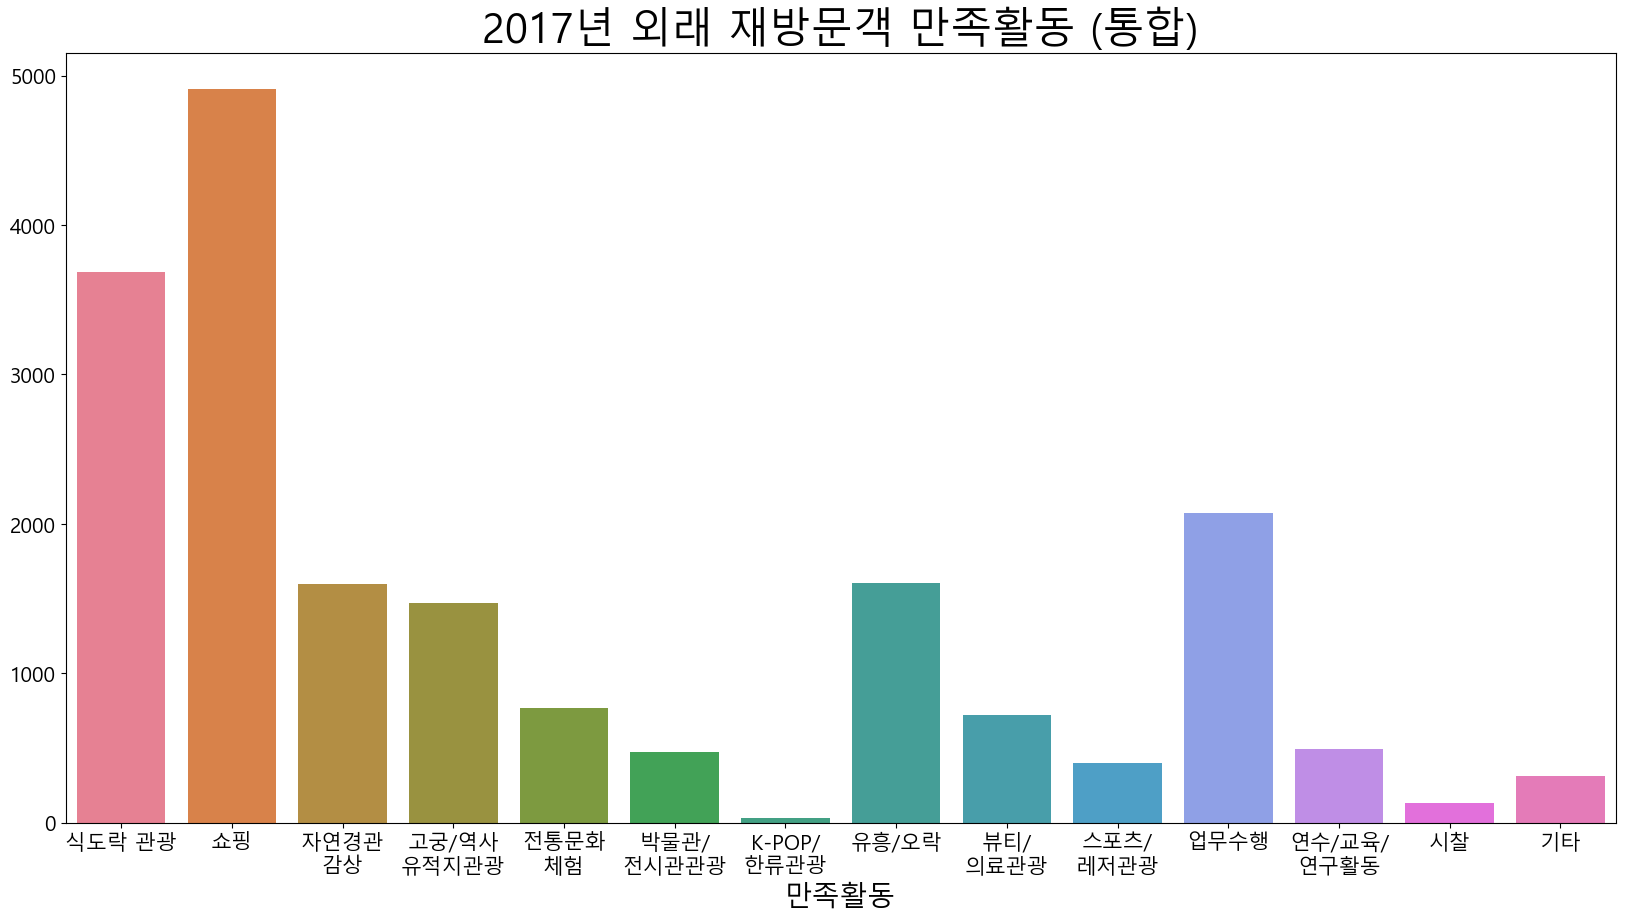 2017년 외래 재방문객 만족활동 (통합)
5000
4000
3000
2000
1000
0
식도락 관광
쇼핑
자연경관
감상
고궁/역사
유적지관광
전통문화
체험
박물관/
전시관관광
K-POP/
한류관광
유흥/오락
뷰티/
의료관광
스포츠/
레저관광
업무수행
연수/교육/
연구활동
시찰
기타
만족활동